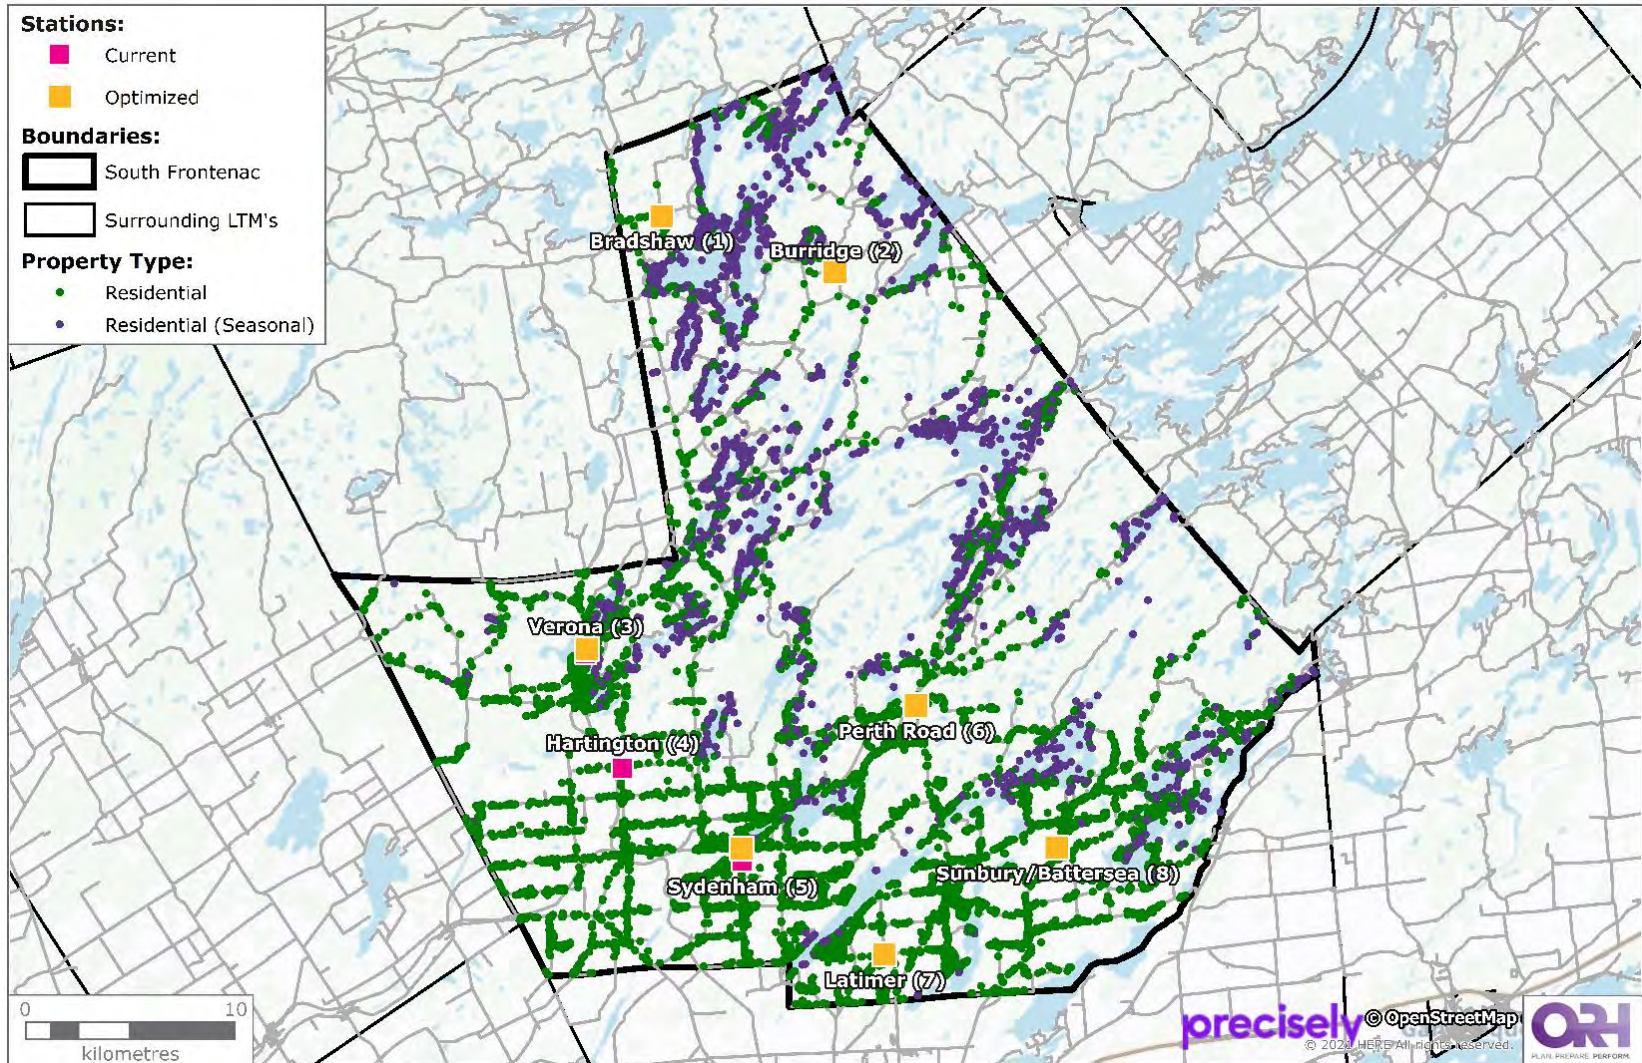 Stations:
Current
Optimized
Boundaries:
South Frontenac
Surrounding LTM's
Property Type:
Residential
Residential (Seasonal)
Bradshaw (1)
Burridge (2)
Verona (3)
Perth Road (6)
Hartington (4)
Sydenham (5)
Sunbury/Battersea (8)
Latimer (7)
0 10
kilometres
precisely
© OpenStreetMap
© 2021 HERE All rights reserved.
ORH
PLAN. PREPARE. PERFORM.